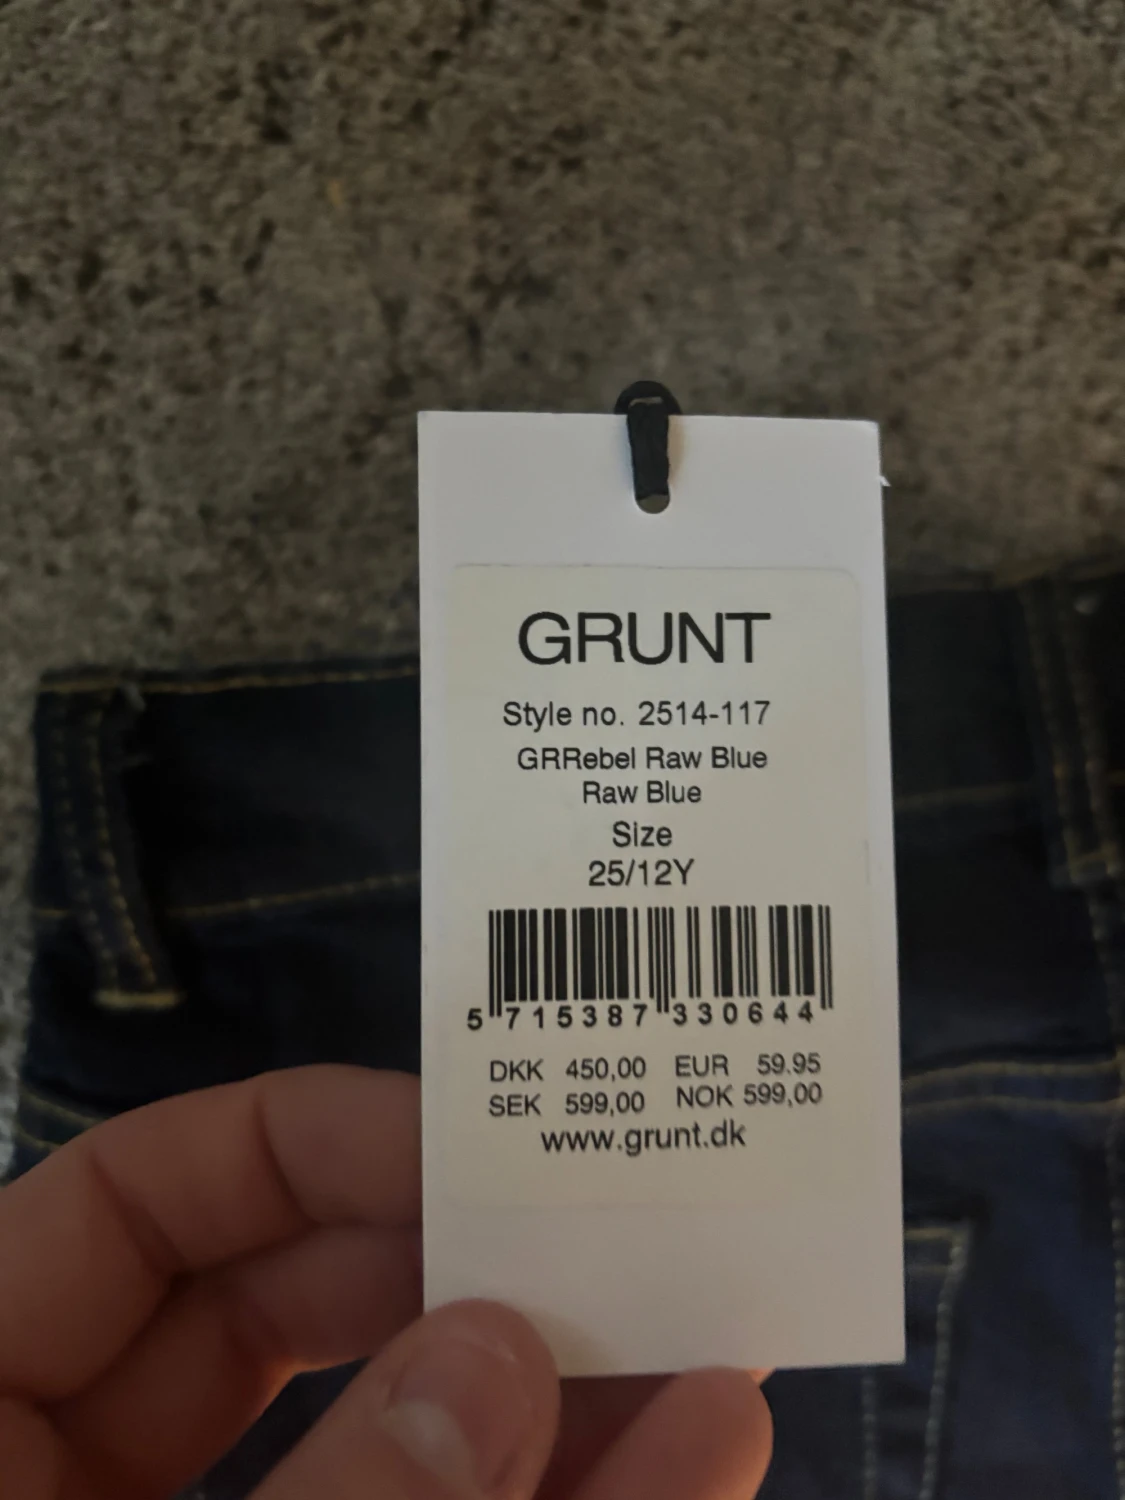 GRUNT
Style no. 2514-117
GRRebel Raw Blue
Raw Blue
Size
25/12Y
5 715387 330644
DKK 450,00 EUR 59.95
SEK 599,00 NOK 599,00
www.grunt.dk